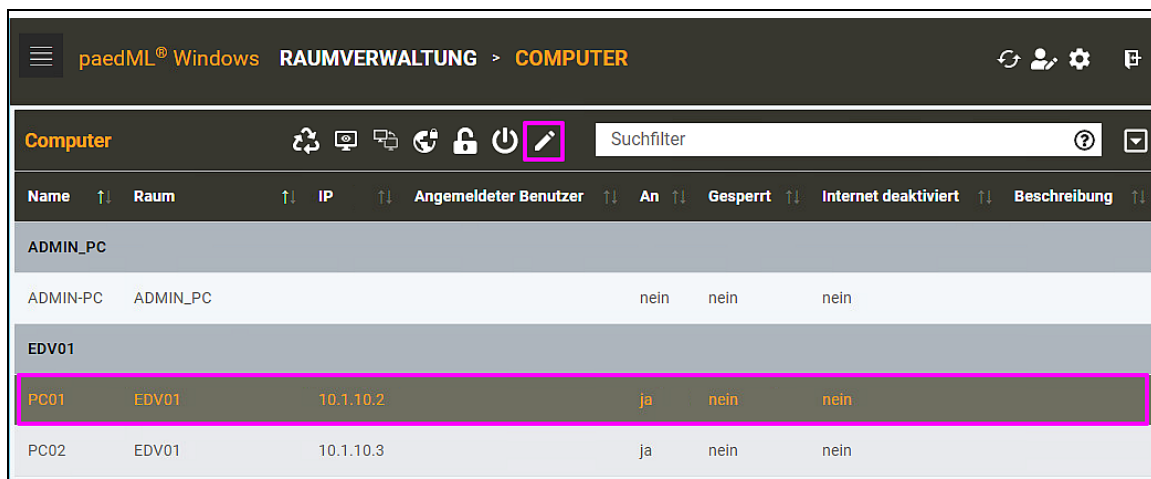 paedML® Windows RAUMVERWALTUNG > COMPUTER
Computer Suchfilter
Name Raum IP Angemeldeter Benutzer An Gesperrt Internet deaktiviert Beschreibung
ADMIN_PC
ADMIN-PC ADMIN_PC nein nein nein
EDV01
PC01 EDV01 10.1.10.2 ja nein nein
PC02 EDV01 10.1.10.3 ja nein nein